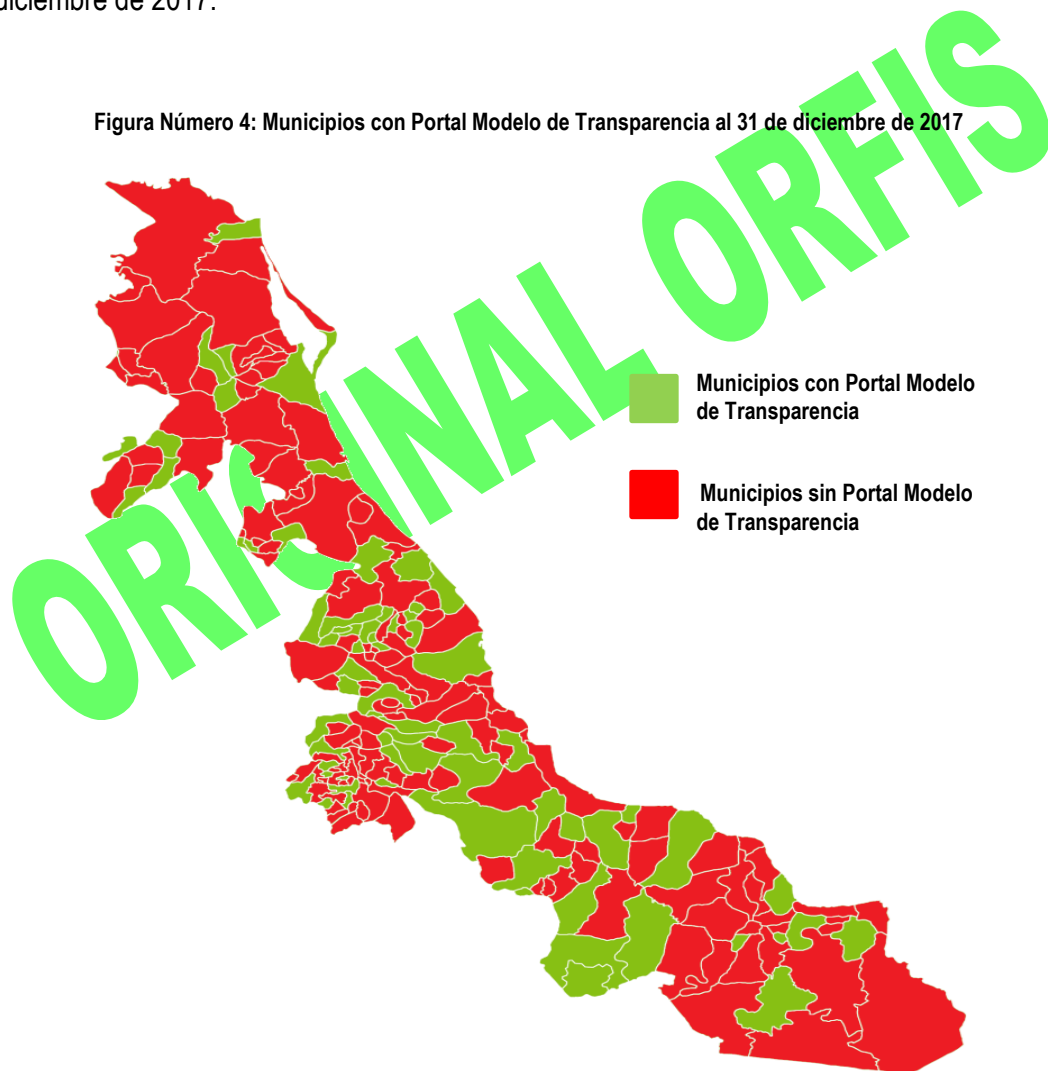 diciembre de 2017.
Figura Número 4: Municipios con Portal Modelo de Transparencia al 31 de diciembre de 2017
ORIGINAL ORFIS
Municipios con Portal Modelo
de Transparencia
Municipios sin Portal Modelo
de Transparencia